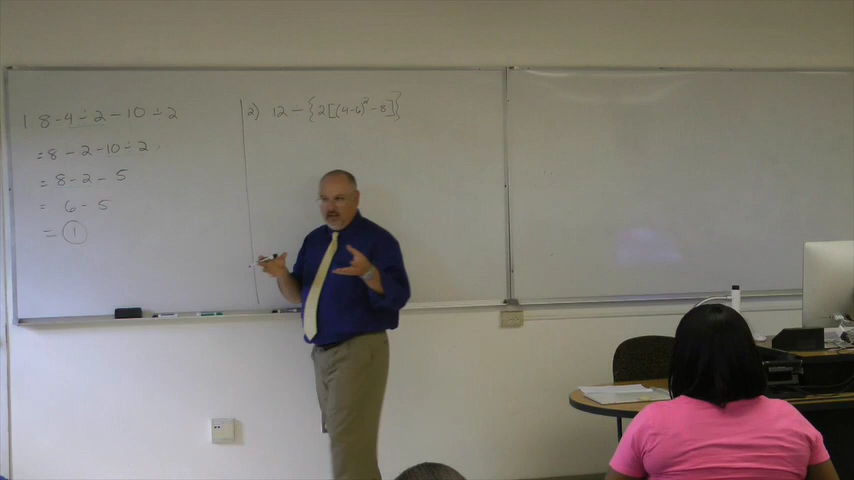 1. 8 - 4 ÷ 2 - 10 ÷ 2
= 8 - 2 - 10 ÷ 2
= 8 - 2 - 5
= 6 - 5
= 1
2) 12 ÷ {2[(4-6)² - 8]}